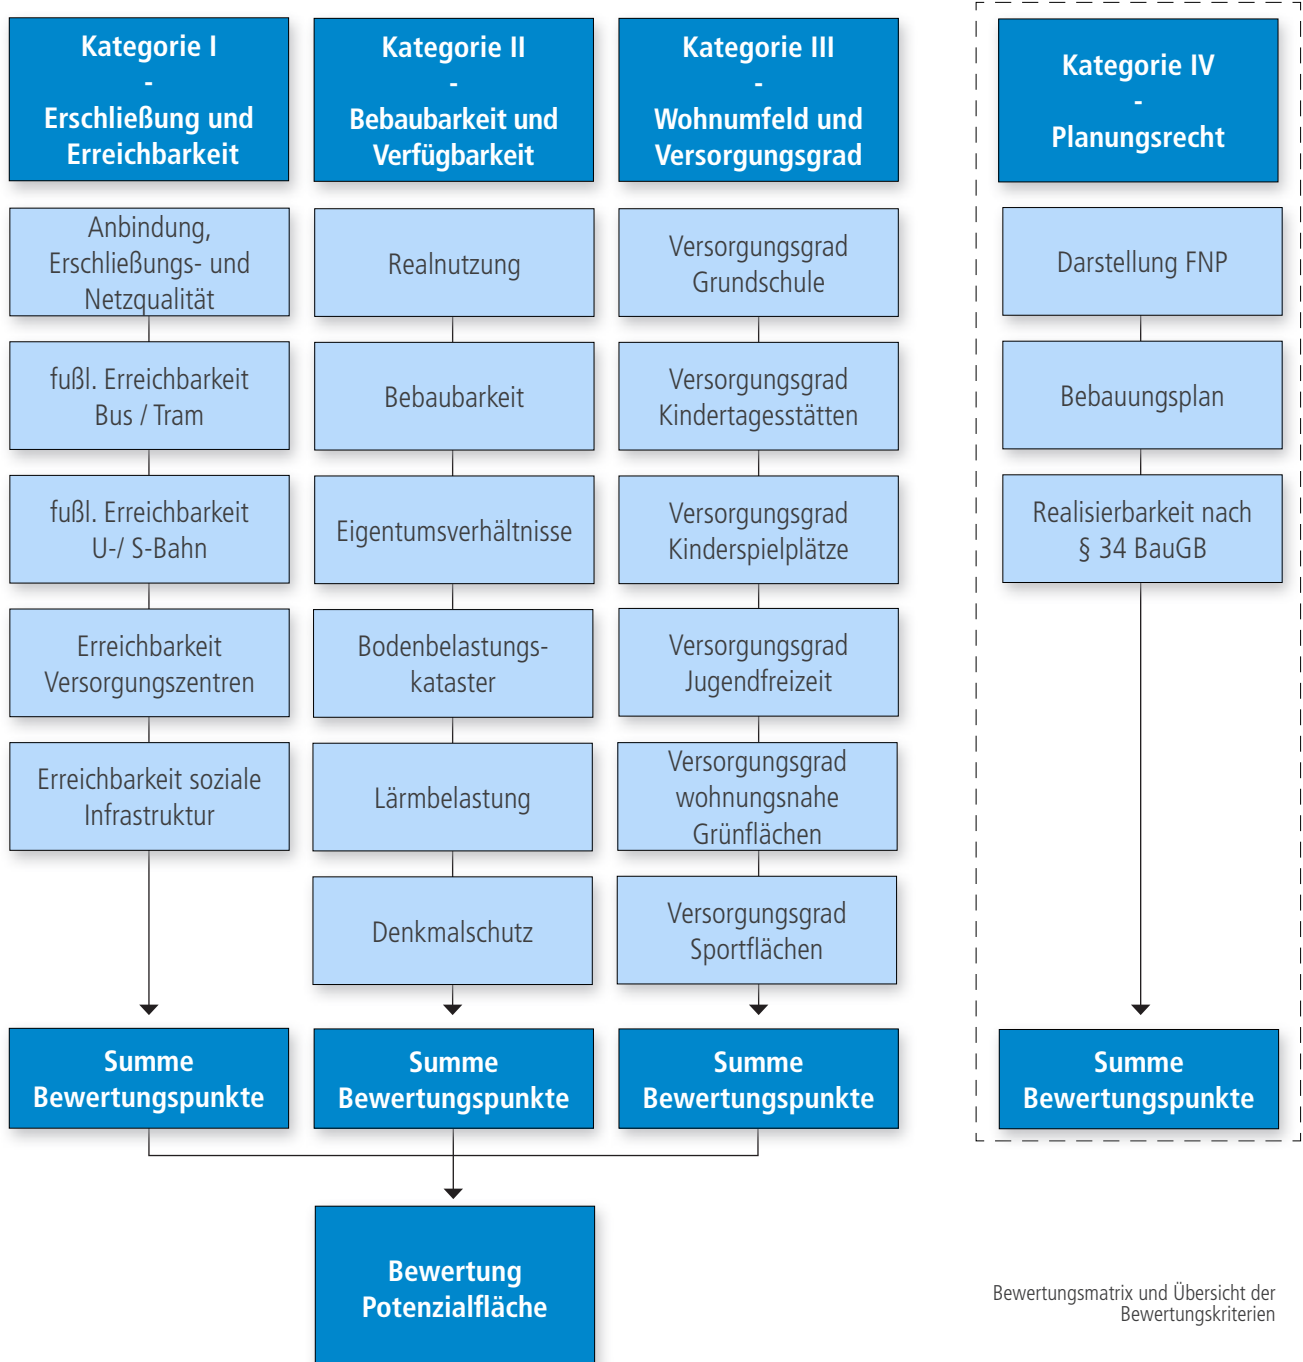 Kategorie I
-
Erschließung und
Erreichbarkeit
Anbindung,
Erschließungs- und
Netzqualität
fußl. Erreichbarkeit
Bus / Tram
fußl. Erreichbarkeit
U-/ S-Bahn
Erreichbarkeit
Versorgungszentren
Erreichbarkeit soziale
Infrastruktur
Summe
Bewertungspunkte
Kategorie II
-
Bebaubarkeit und
Verfügbarkeit
Realnutzung
Bebaubarkeit
Eigentumsverhältnisse
Bodenbelastungs-
kataster
Lärmbelastung
Denkmalschutz
Summe
Bewertungspunkte
Kategorie III
-
Wohnumfeld und
Versorgungsgrad
Versorgungsgrad
Grundschule
Versorgungsgrad
Kindertagesstätten
Versorgungsgrad
Kinderspielplätze
Versorgungsgrad
Jugendfreizeit
Versorgungsgrad
wohnungsnahe
Grünflächen
Versorgungsgrad
Sportflächen
Summe
Bewertungspunkte
Kategorie IV
-
Planungsrecht
Darstellung FNP
Bebauungsplan
Realisierbarkeit nach
§ 34 BauGB
Summe
Bewertungspunkte
Bewertung
Potenzialfläche
Bewertungsmatrix und Übersicht der
Bewertungskriterien